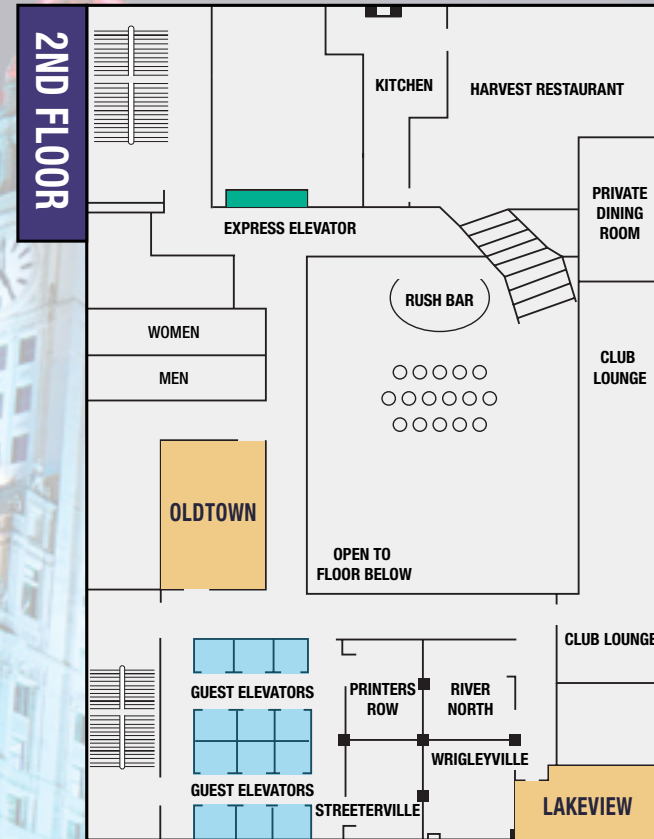 2ND FLOOR
KITCHEN
HARVEST RESTAURANT
PRIVATE
DINING
ROOM
EXPRESS ELEVATOR
RUSH BAR
WOMEN
MEN
CLUB
LOUNGE
OLDTOWN
OPEN TO
FLOOR BELOW
CLUB LOUNGE
GUEST ELEVATORS
PRINTERS
ROW
RIVER
NORTH
WRIGLEYVILLE
GUEST ELEVATORS
STREETERVILLE
LAKEVIEW